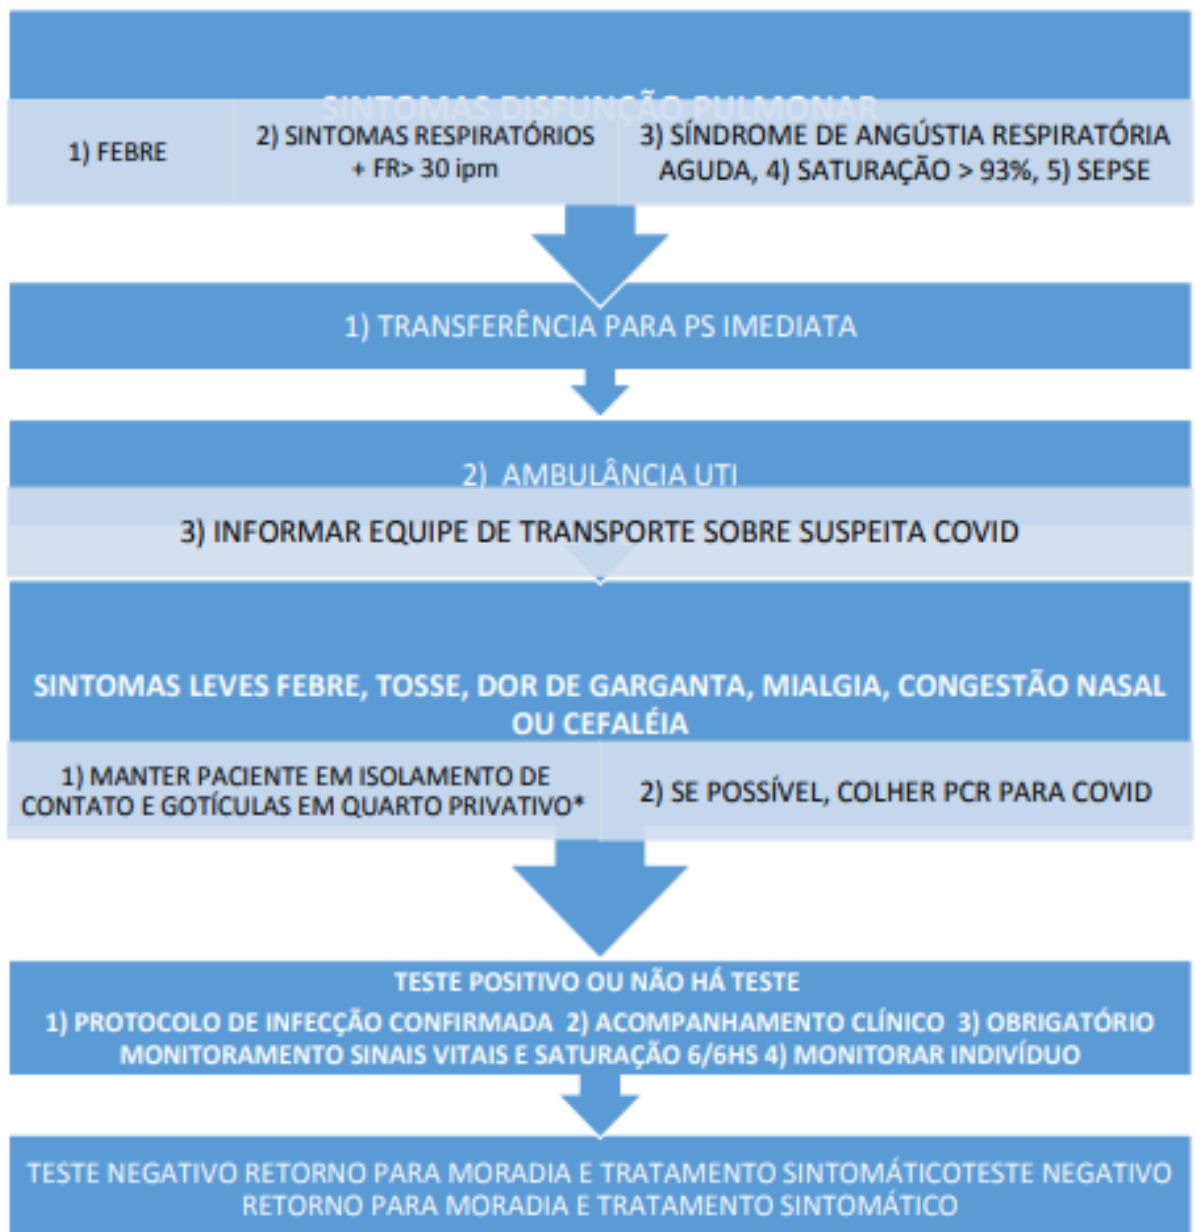 SINTOMAS DISFUNÇÃO PULMONAR
1) FEBRE
2) SINTOMAS RESPIRATÓRIOS
+ FR> 30 ipm
3) SÍNDROME DE ANGÚSTIA RESPIRATÓRIA
AGUDA, 4) SATURAÇÃO > 93%, 5) SEPSE
1) TRANSFERÊNCIA PARA PS IMEDIATA
2) AMBULÂNCIA UTI
3) INFORMAR EQUIPE DE TRANSPORTE SOBRE SUSPEITA COVID
SINTOMAS LEVES FEBRE, TOSSE, DOR DE GARGANTA, MIALGIA, CONGESTÃO NASAL
OU CEFALÉIA
1) MANTER PACIENTE EM ISOLAMENTO DE
CONTATO E GOTÍCULAS EM QUARTO PRIVATIVO*
2) SE POSSÍVEL, COLHER PCR PARA COVID
TESTE POSITIVO OU NÃO HÁ TESTE
1) PROTOCOLO DE INFECÇÃO CONFIRMADA 2) ACOMPANHAMENTO CLÍNICO 3) OBRIGATÓRIO
MONITORAMENTO SINAIS VITAIS E SATURAÇÃO 6/6HS 4) MONITORAR INDIVÍDUO
TESTE NEGATIVO RETORNO PARA MORADIA E TRATAMENTO SINTOMÁTICOTESTE NEGATIVO
RETORNO PARA MORADIA E TRATAMENTO SINTOMÁTICO